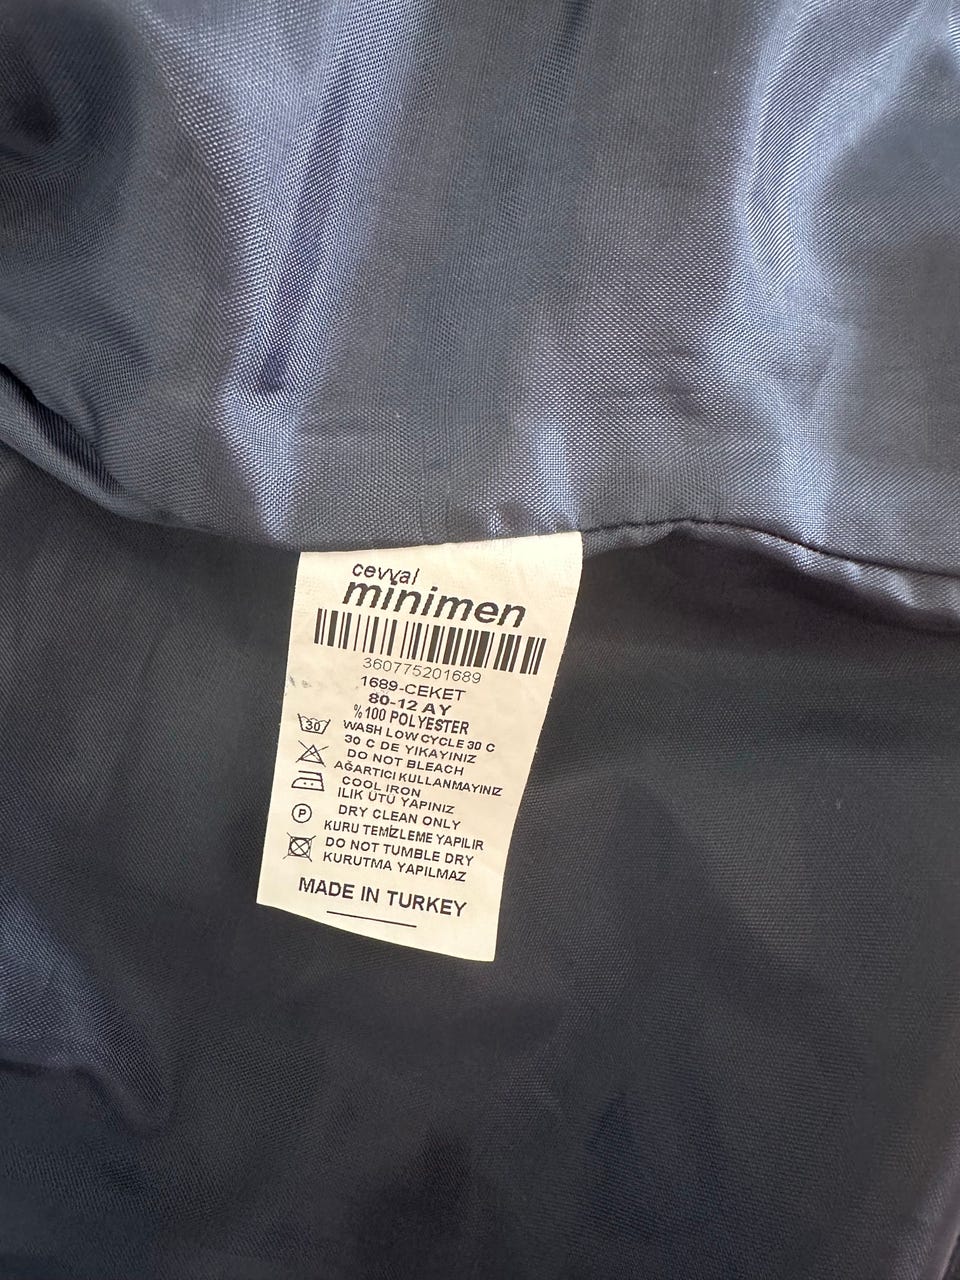 cevval
minimen
360775201689
1689-CEKET
80-12 AY
%100 POLYESTER
30
WASH LOW CYCLE 30 C
30 C DE YIKAYINIZ
DO NOT BLEACH
AĞARTICI KULLANMAYINIZ
COOL IRON
ILIK ÜTÜ YAPINIZ
P
DRY CLEAN ONLY
KURU TEMİZLEME YAPILIR
DO NOT TUMBLE DRY
KURUTMA YAPILMAZ
MADE IN TURKEY